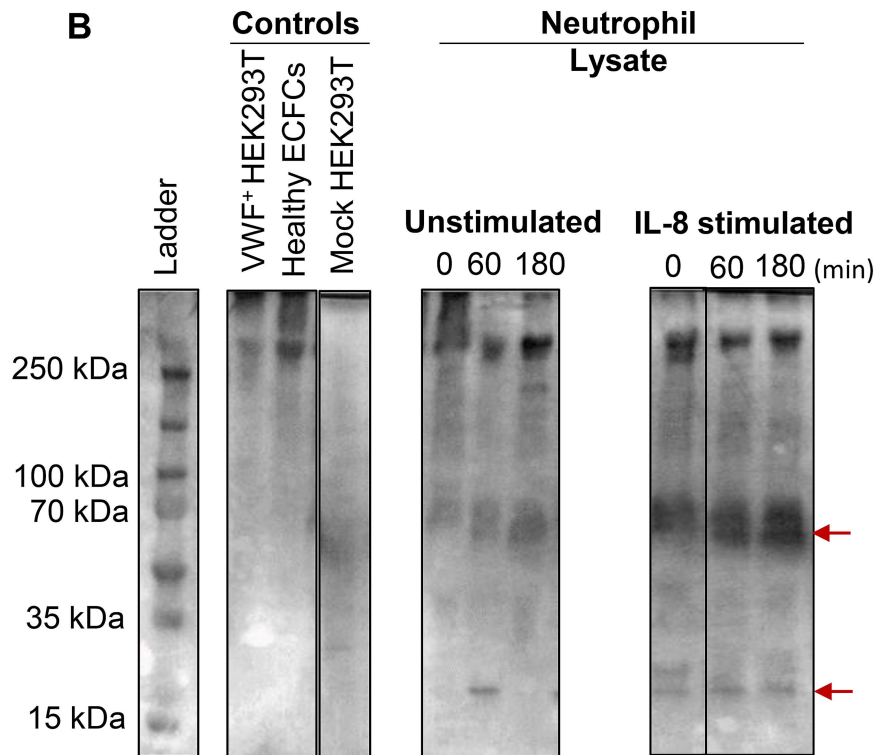 B
Controls
Neutrophil
Lysate
Ladder
VWF⁺ HEK293T
Healthy ECFCs
Mock HEK293T
Unstimulated
IL-8 stimulated
0 60 180
0 60 180 (min)
250 kDa
100 kDa
70 kDa
35 kDa
15 kDa